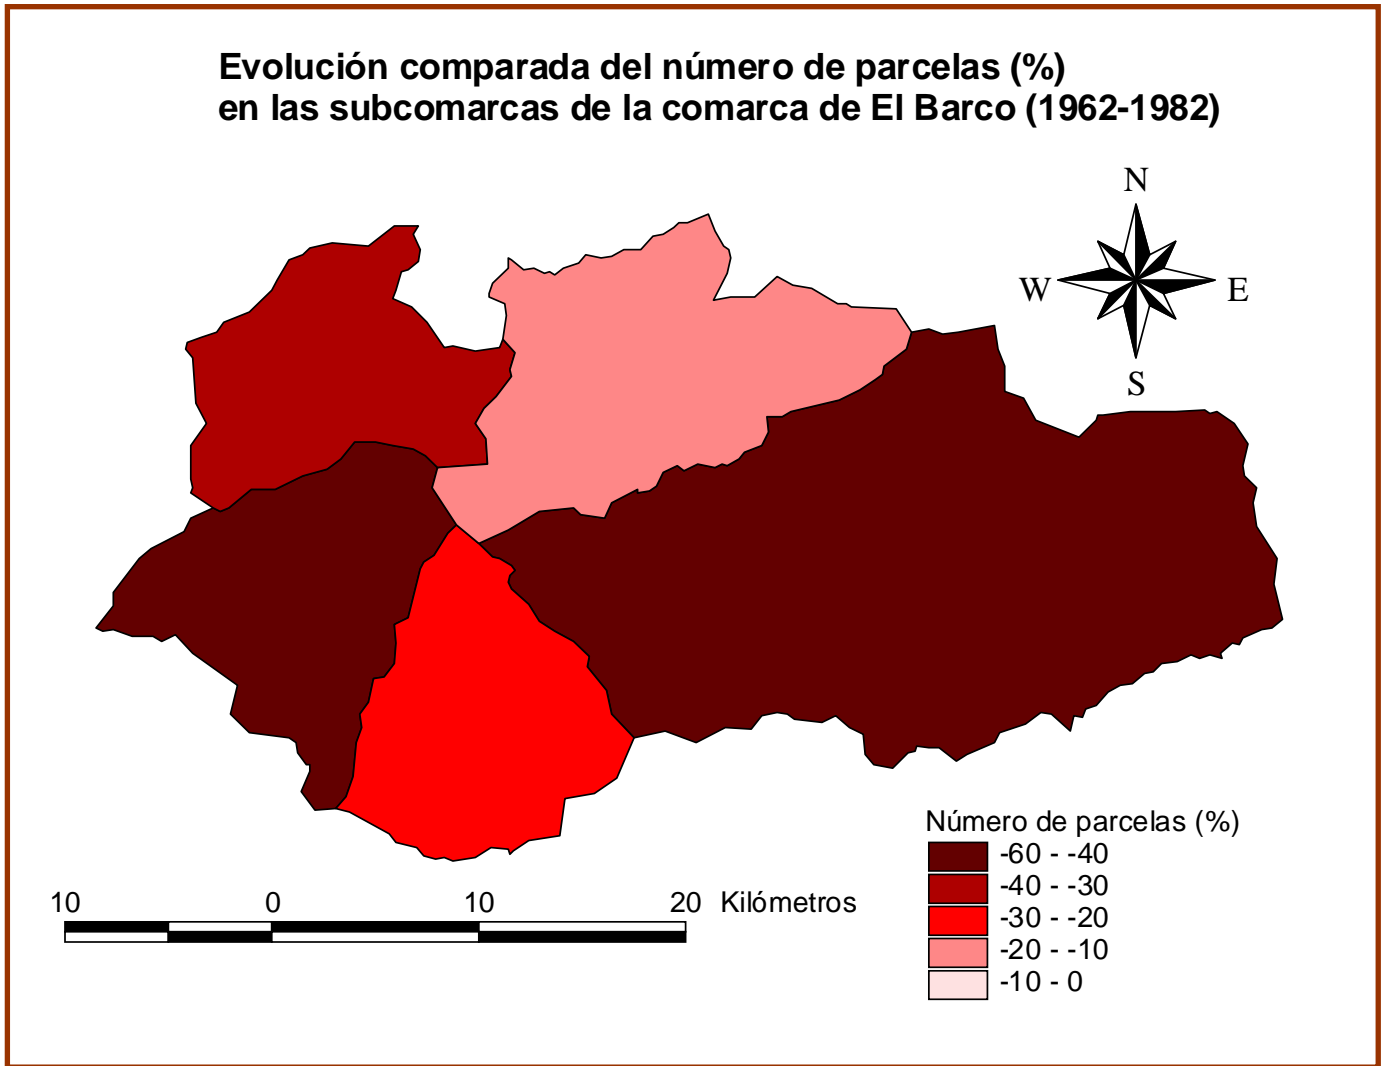 Evolución comparada del número de parcelas (%)
en las subcomarcas de la comarca de El Barco (1962-1982)
N
W
E
S
Número de parcelas (%)
-60 - -40
-40 - -30
-30 - -20
-20 - -10
-10 - 0
10 0 10 20 Kilómetros